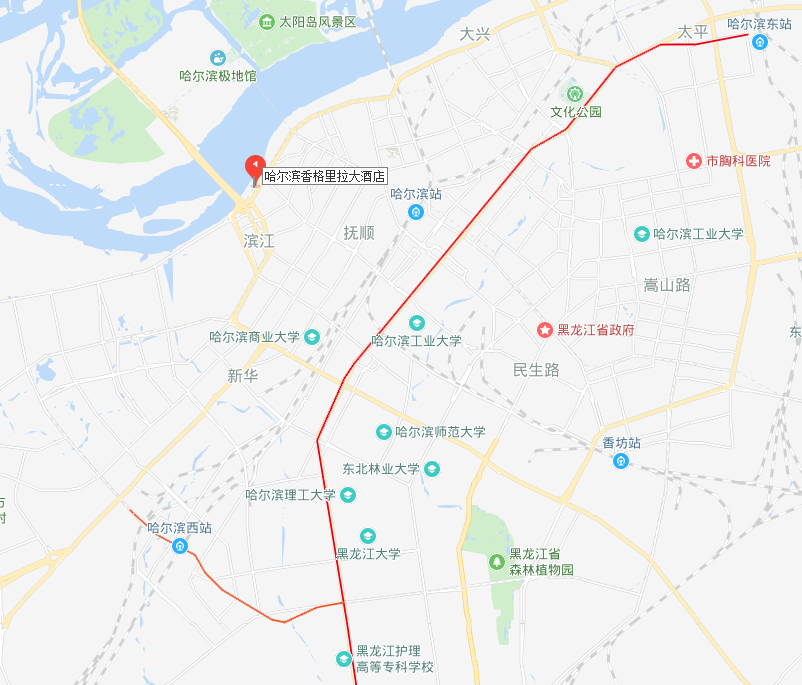 太阳岛风景区
哈尔滨东站
太平
大兴
哈尔滨极地馆
文化公园
市胸科医院
哈尔滨香格里拉大酒店
哈尔滨站
抚顺
哈尔滨工业大学
滨江
嵩山路
黑龙江省政府
东
哈尔滨商业大学
哈尔滨工业大学
民生路
新华
哈尔滨师范大学
香坊站
东北林业大学
哈尔滨理工大学
哈尔滨西站
黑龙江大学
黑龙江省
森林植物园
黑龙江护理
高等专科学校